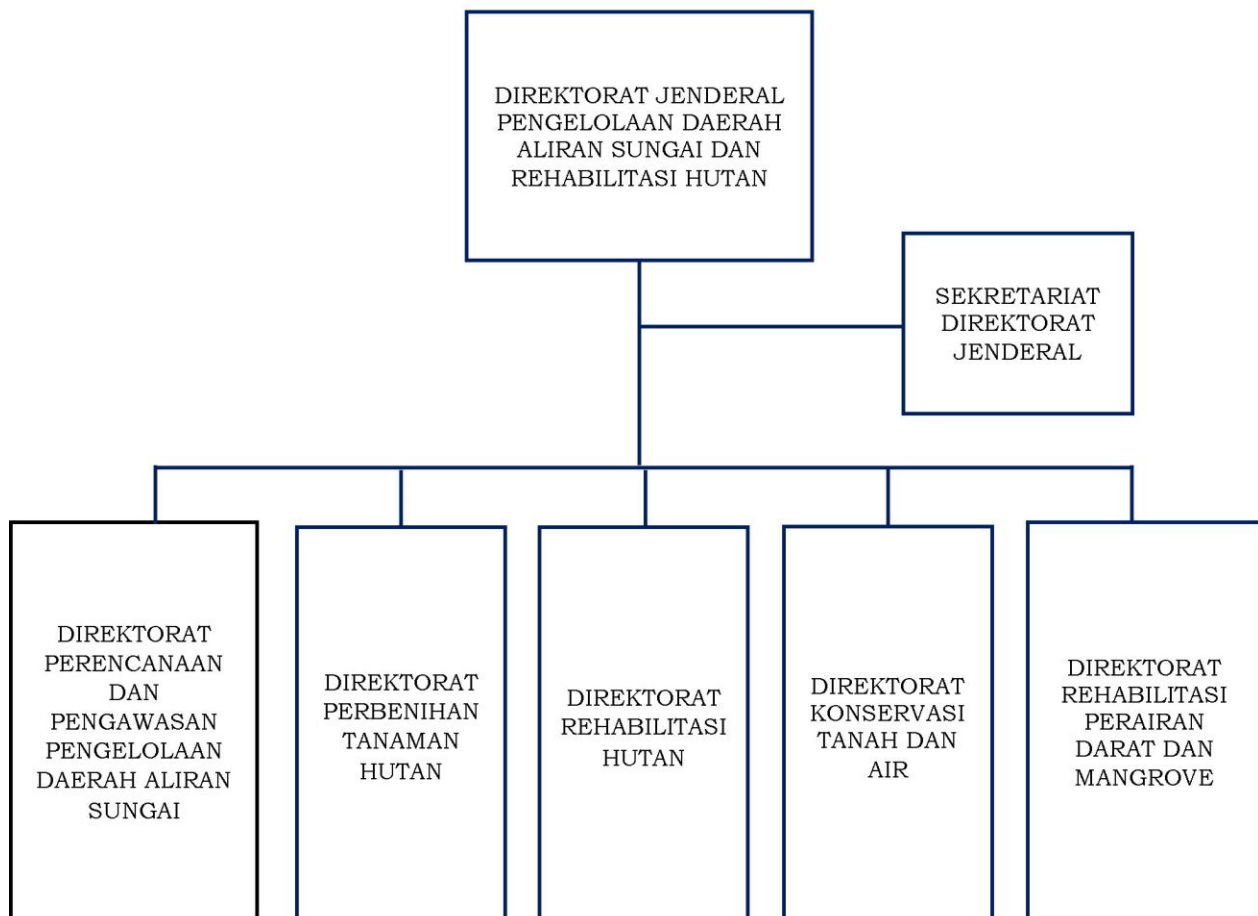 DIREKTORAT JENDERAL
PENGELOLAAN DAERAH
ALIRAN SUNGAI DAN
REHABILITASI HUTAN
SEKRETARIAT
DIREKTORAT
JENDERAL
DIREKTORAT
PERENCANAAN
DAN
PENGAWASAN
PENGELOLAAN
DAERAH ALIRAN
SUNGAI
DIREKTORAT
PERBENIHAN
TANAMAN
HUTAN
DIREKTORAT
REHABILITASI
HUTAN
DIREKTORAT
KONSERVASI
TANAH DAN
AIR
DIREKTORAT
REHABILITASI
PERAIRAN
DARAT DAN
MANGROVE